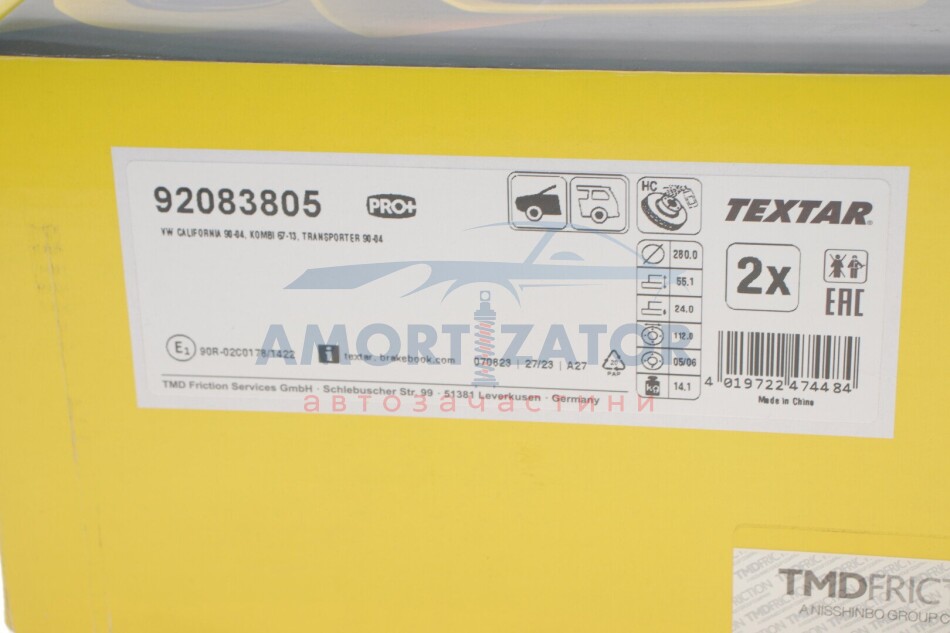 92083805 PRO+ HC TEXTAR®
VW CALIFORNIA 90-04, KOMBI 67-13, TRANSPORTER 90-04
280.0
55.1
24.0
112.0
05/06
kg 14.1
2x
EAC
AMORTIZATOR
автозачастини
E1 90R-02C0178/1422 i textar.brakebook.com 070823 | 27/23 | A27
PAP
TMD Friction Services GmbH · Schlebuscher Str. 99 · 51381 Leverkusen · Germany
4 019722 474484
Made in China
TMDFRICT
A NISSHINBO GROUP C